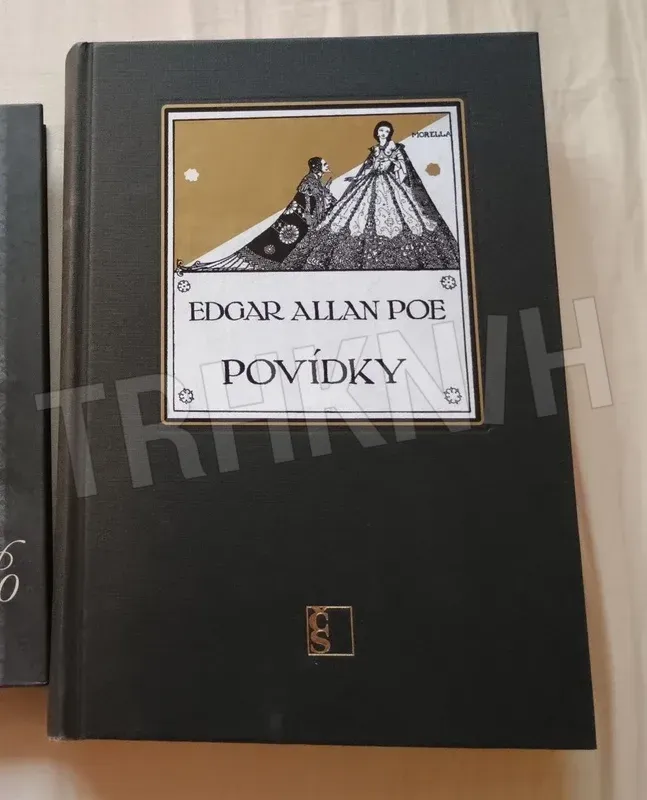 MORELLA
EDGAR ALLAN POE
POVÍDKY
TRHKNIH
ČS